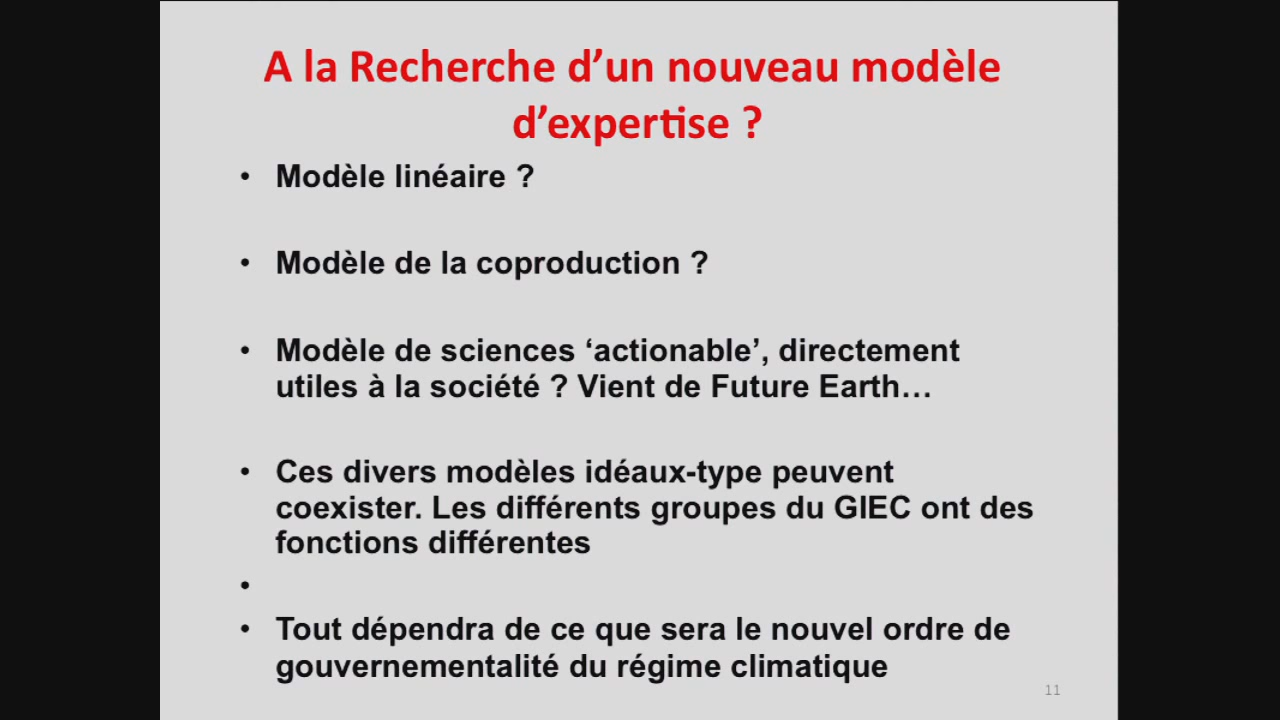 A la Recherche d’un nouveau modèle
d’expertise ?
• Modèle linéaire ?
• Modèle de la coproduction ?
• Modèle de sciences ‘actionable’, directement
utiles à la société ? Vient de Future Earth…
• Ces divers modèles idéaux-type peuvent
coexister. Les différents groupes du GIEC ont des
fonctions différentes
•
• Tout dépendra de ce que sera le nouvel ordre de
gouvernementalité du régime climatique
11